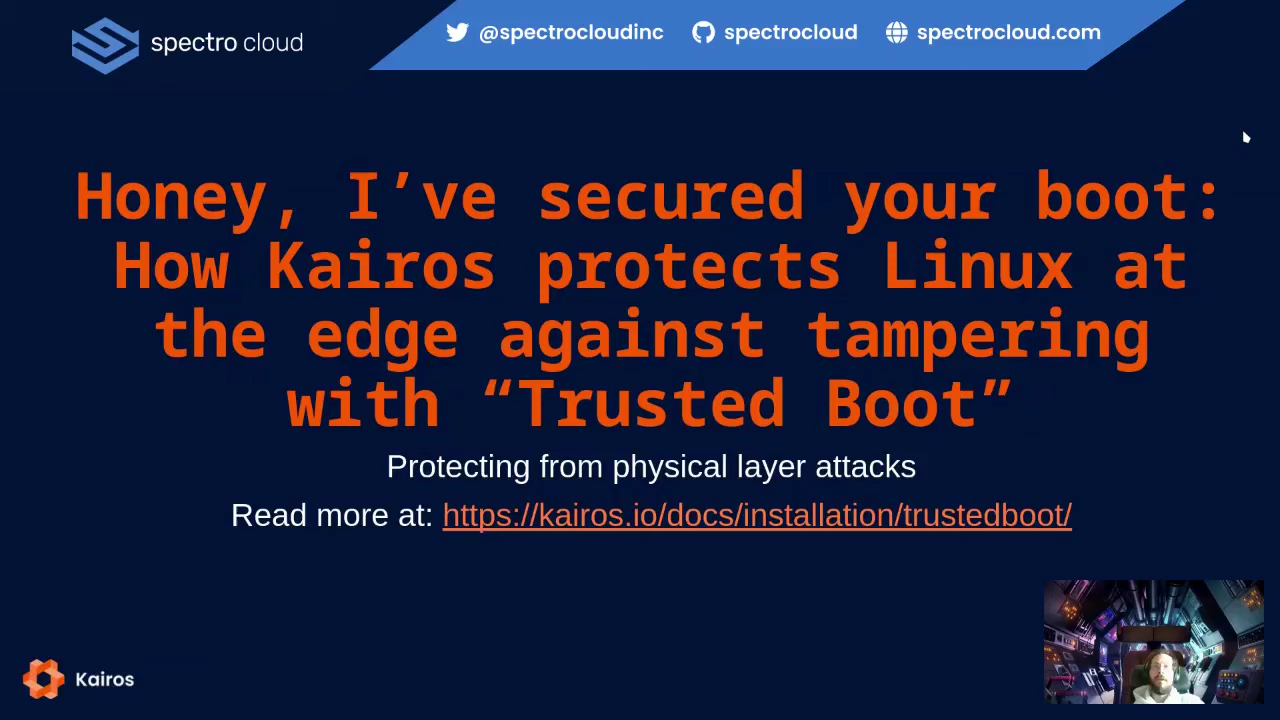 spectro cloud
@spectrocloudinc spectrocloud spectrocloud.com
Honey, I’ve secured your boot:
How Kairos protects Linux at
the edge against tampering
with “Trusted Boot”
Protecting from physical layer attacks
Read more at: https://kairos.io/docs/installation/trustedboot/
Kairos